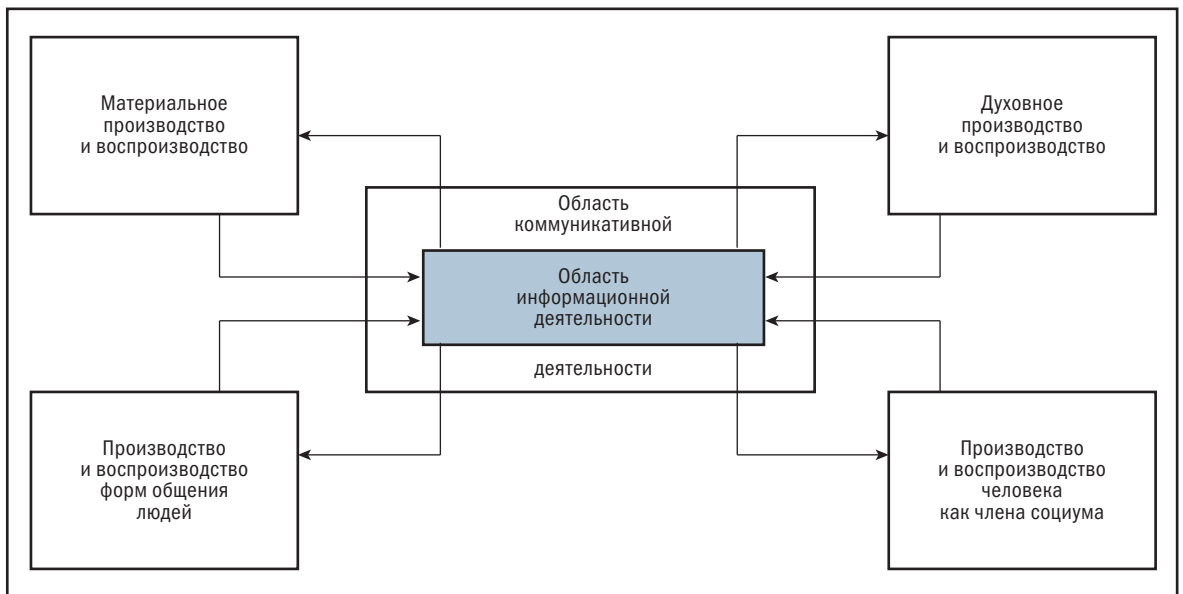 Материальное
производство
и воспроизводство
Духовное
производство
и воспроизводство
Область
коммуникативной
Область
информационной
деятельности
деятельности
Производство
и воспроизводство
форм общения
людей
Производство
и воспроизводство
человека
как члена социума